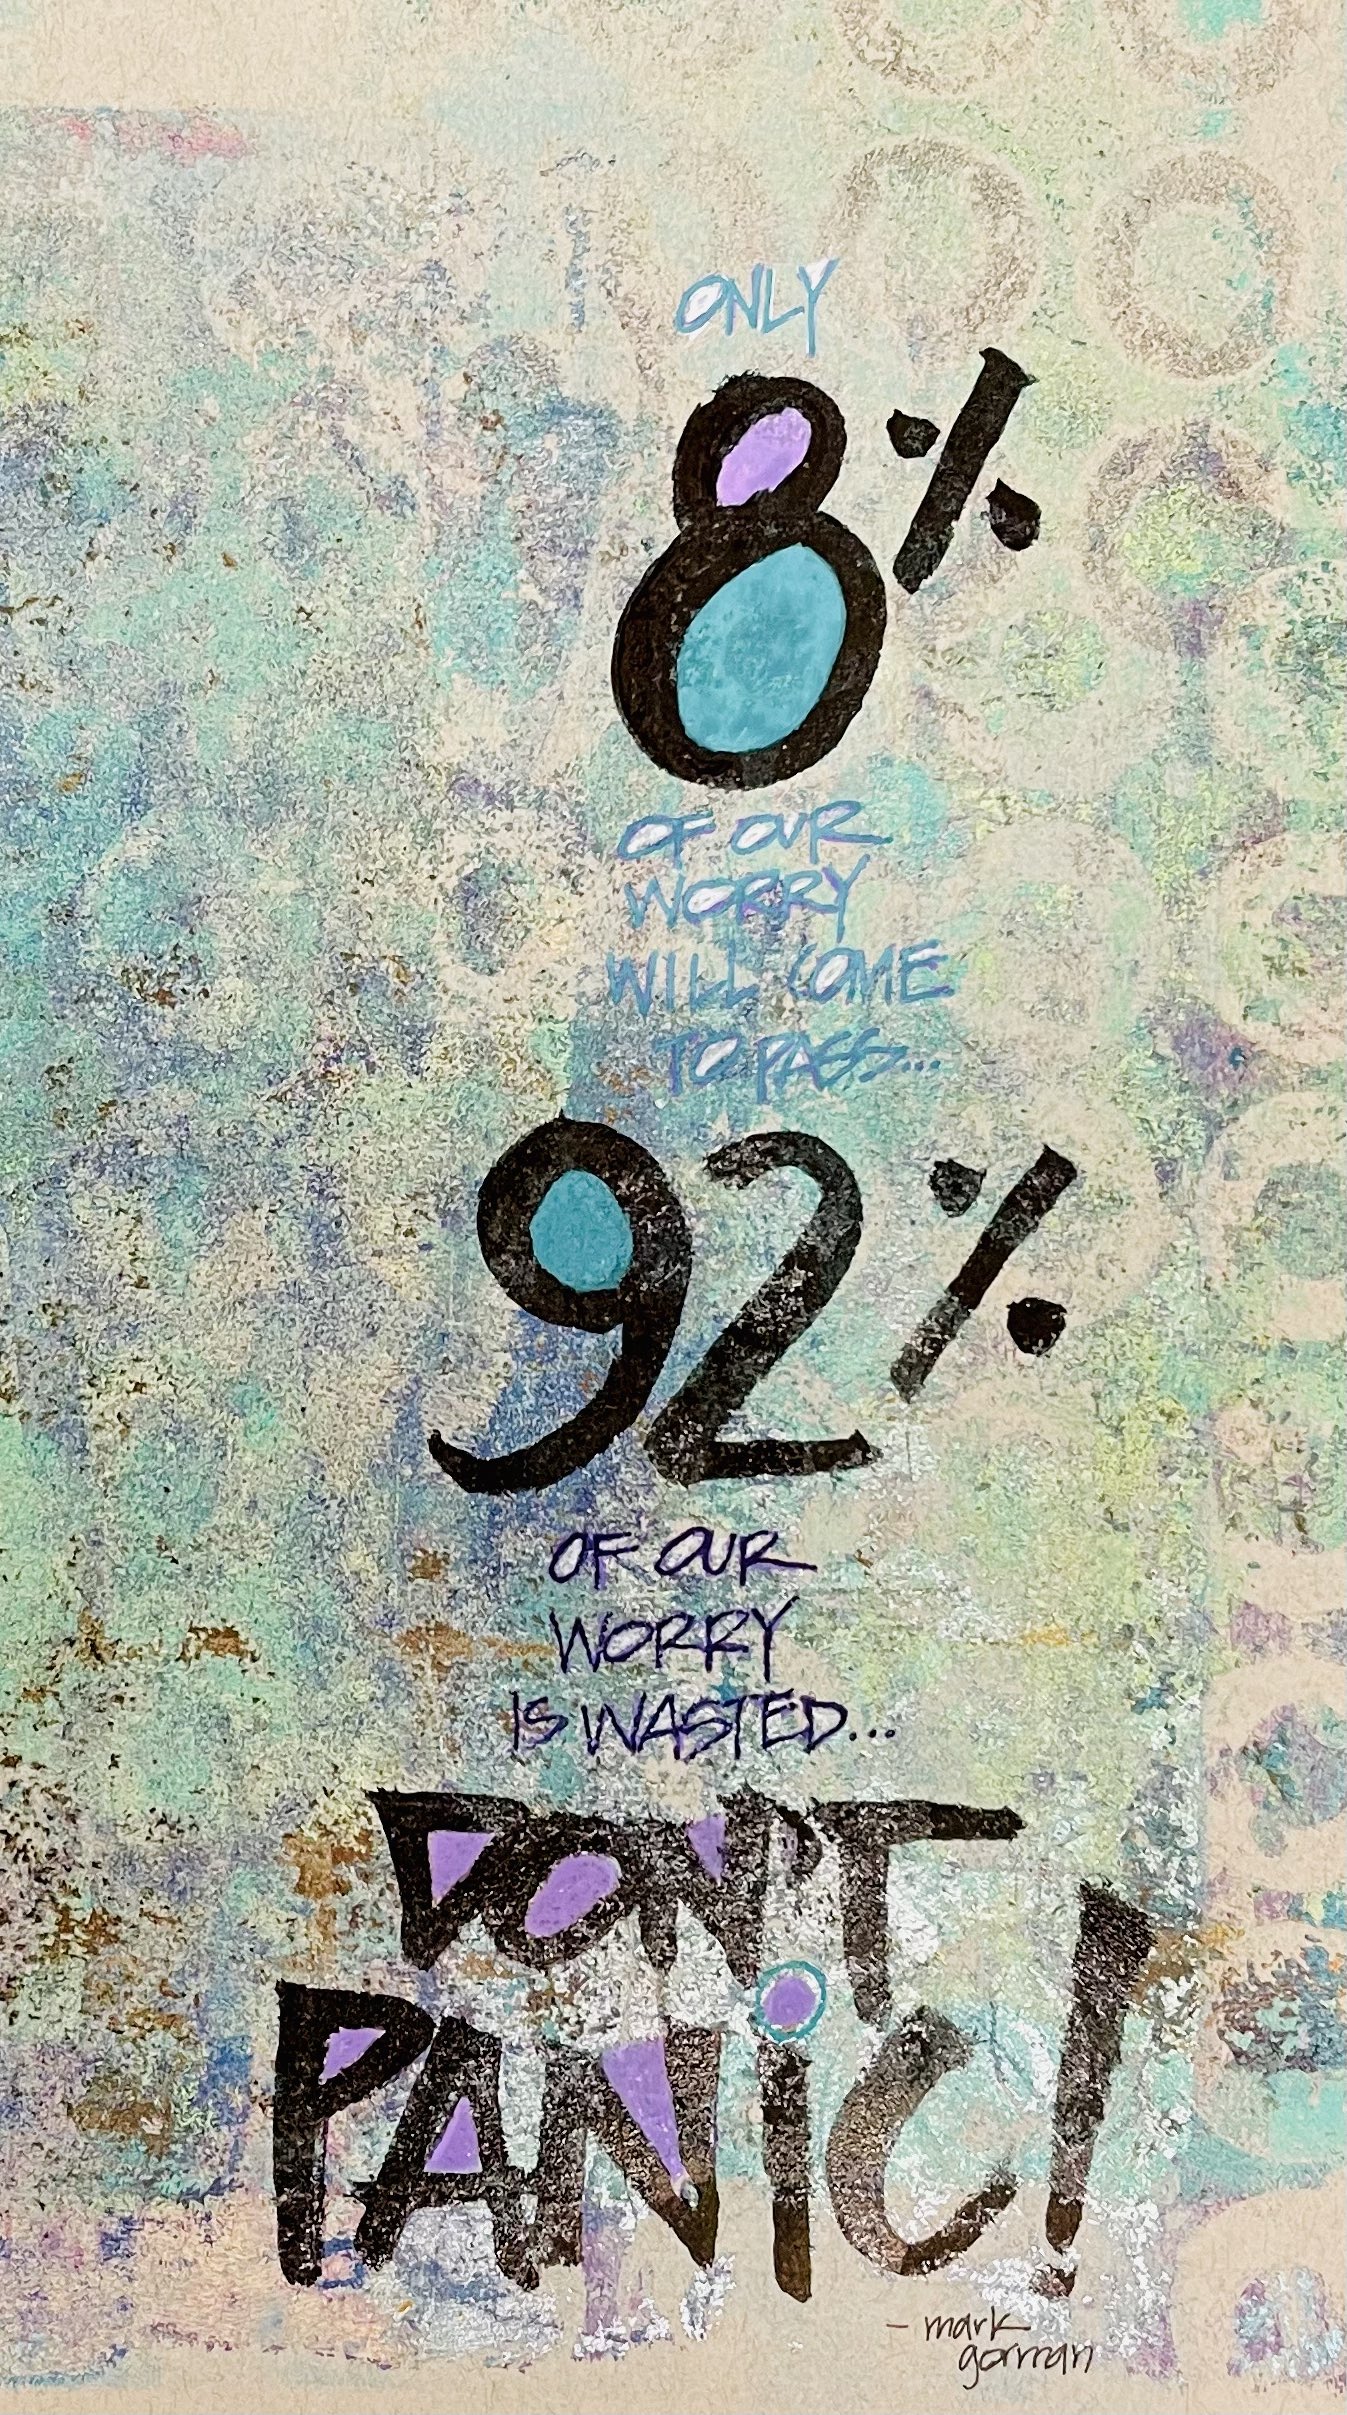 ONLY
8%
OF OUR
WORRY
WILL COME
TO PASS...
92%
OF OUR
WORRY
IS WASTED...
DON'T
PANIC!
- mark
gorman